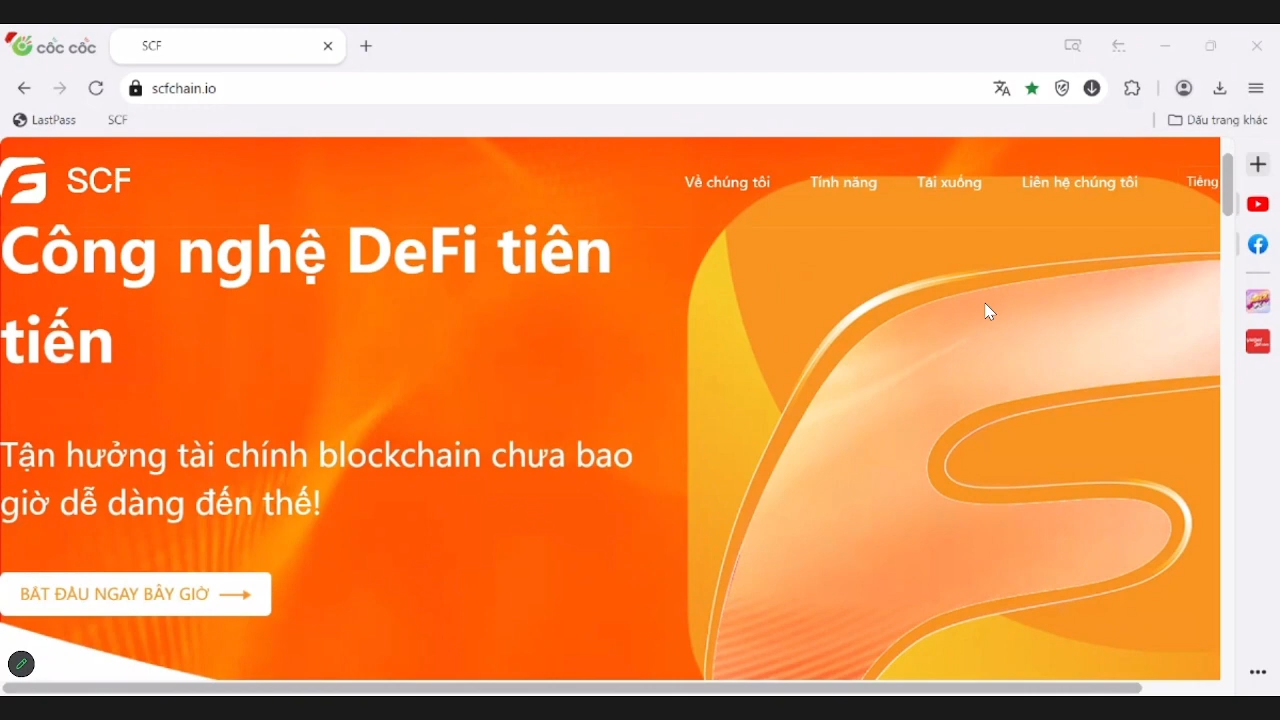 cốc cốc
SCF
scfchain.io
LastPass
SCF
Dấu trang khác
SCF
Về chúng tôi
Tính năng
Tải xuống
Liên hệ chúng tôi
Tiếng
Công nghệ DeFi tiên
tiến
Tận hưởng tài chính blockchain chưa bao
giờ dễ dàng đến thế!
BẮT ĐẦU NGAY BÂY GIỜ